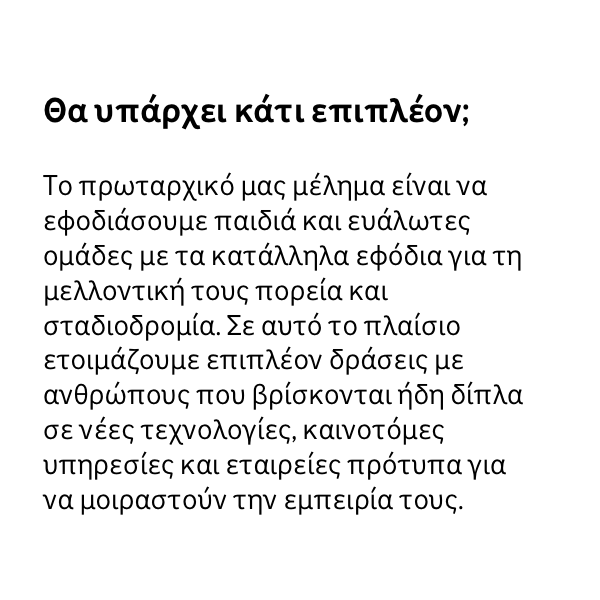 Θα υπάρχει κάτι επιπλέον;
Το πρωταρχικό μας μέλημα είναι να
εφοδιάσουμε παιδιά και ευάλωτες
ομάδες με τα κατάλληλα εφόδια για τη
μελλοντική τους πορεία και
σταδιοδρομία. Σε αυτό το πλαίσιο
ετοιμάζουμε επιπλέον δράσεις με
ανθρώπους που βρίσκονται ήδη δίπλα
σε νέες τεχνολογίες, καινοτόμες
υπηρεσίες και εταιρείες πρότυπα για
να μοιραστούν την εμπειρία τους.